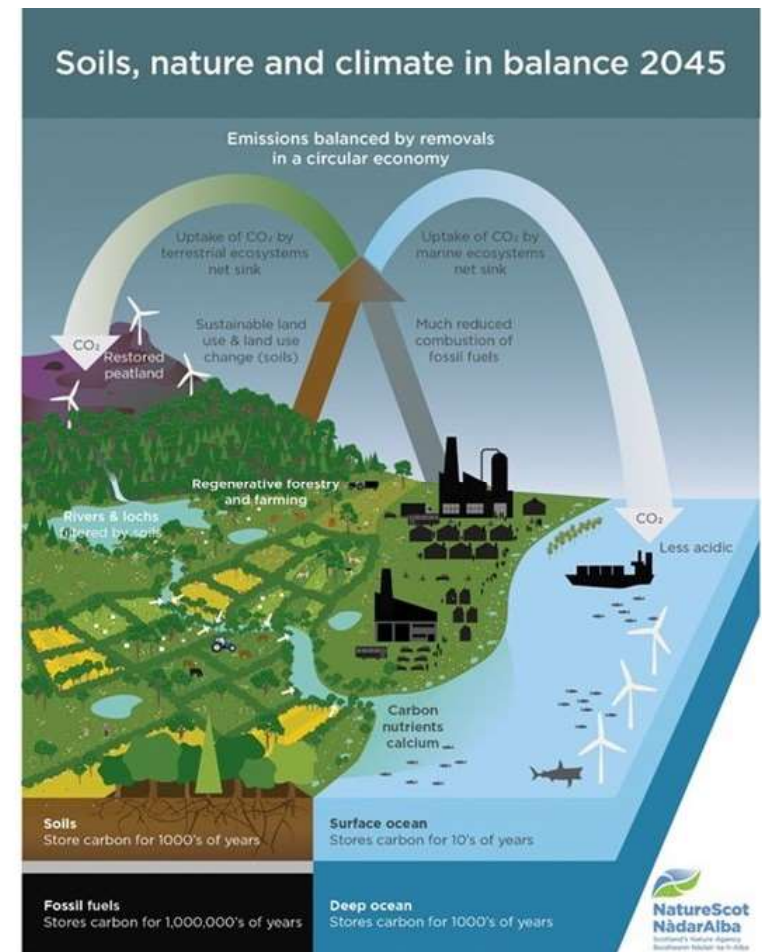 Soils, nature and climate in balance 2045
Emissions balanced by removals
in a circular economy
Uptake of CO₂ by
terrestrial ecosystems
net sink
Uptake of CO₂ by
marine ecosystems
net sink
Sustainable land
use & land use
change (soils)
Much reduced
combustion of
fossil fuels
CO₂
Restored
peatland
Regenerative forestry
and farming
Rivers & lochs
filtered by soils
CO₂
Less acidic
Carbon
nutrients
calcium
Soils
Store carbon for 1000's of years
Surface ocean
Stores carbon for 10's of years
Fossil fuels
Stores carbon for 1,000,000's of years
Deep ocean
Stores carbon for 1000's of years
NatureScot
NàdarAlba
Scotland's Nature Agency